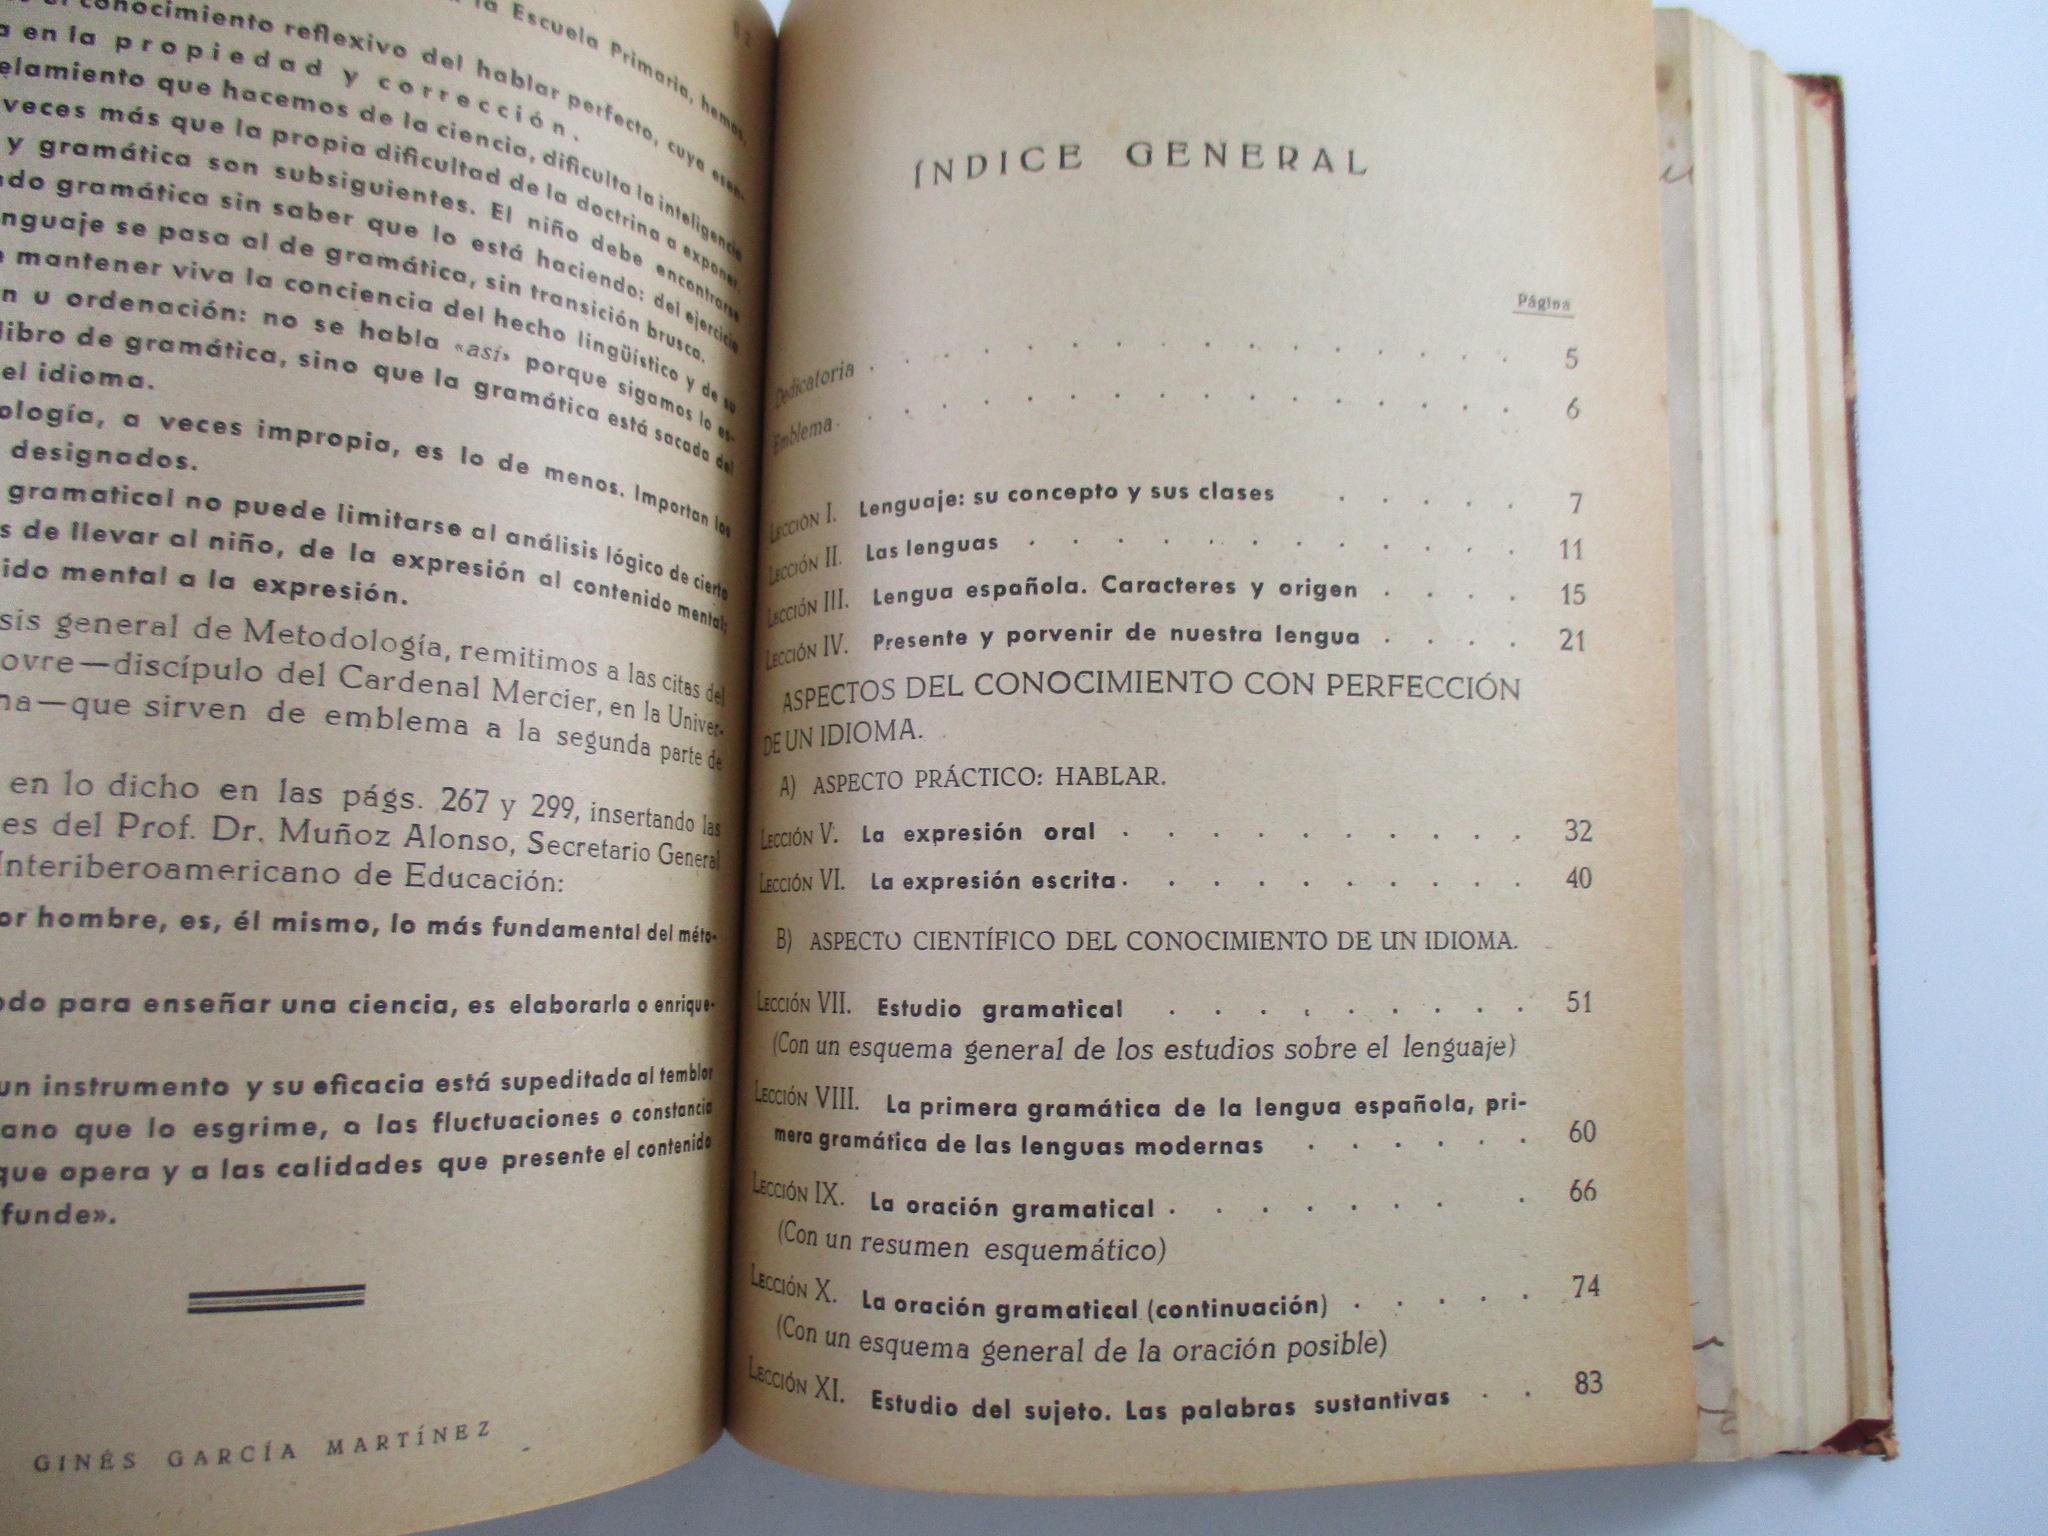 la Escuela Primaria, hemos
conocimiento reflexivo del hablar perfecto, cuya esen-
en la propiedad y corrección.
que hacemos de la ciencia, dificulta la inteligencia
veces más que la propia dificultad de la doctrina a exponer.
y gramática son subsiguientes. El niño debe encontrarse
gramática sin saber que lo está haciendo: del ejercicio
se pasa al de gramática, sin transición brusca.
mantener viva la conciencia del hecho lingüístico y de su
u ordenación: no se habla «así» porque sigamos lo es-
libro de gramática, sino que la gramática está sacada del
el idioma.
ología, a veces impropia, es lo de menos. Importan los
designados.
gramatical no puede limitarse al análisis lógico de cierto
s de llevar al niño, de la expresión al contenido mental;
ido mental a la expresión.
sis general de Metodología, remitimos a las citas del
ovre—discípulo del Cardenal Mercier, en la Univer-
na—que sirven de emblema a la segunda parte de
en lo dicho en las págs. 267 y 299, insertando las
es del Prof. Dr. Muñoz Alonso, Secretario General
Interiberoamericano de Educación:
or hombre, es, él mismo, lo más fundamental del méto-
odo para enseñar una ciencia, es elaborarla o enrique-
un instrumento y su eficacia está supeditada al temblor
ano que lo esgrime, a las fluctuaciones o constancia
que opera y a las calidades que presente el contenido
funde».
GINÉS GARCÍA MARTÍNEZ
ÍNDICE GENERAL
Página
Dedicatoria . . . . . . . . . . . . . . . 5
Emblema . . . . . . . . . . . . . . . 6
Lección I. Lenguaje: su concepto y sus clases . . . . . 7
Lección II. Las lenguas . . . . . . . . . . . . 11
Lección III. Lengua española. Caracteres y origen . . . . 15
Lección IV. Presente y porvenir de nuestra lengua . . . . 21
ASPECTOS DEL CONOCIMIENTO CON PERFECCIÓN
DE UN IDIOMA.
A) ASPECTO PRÁCTICO: HABLAR.
Lección V. La expresión oral . . . . . . . . . . 32
Lección VI. La expresión escrita . . . . . . . . . . 40
B) ASPECTO CIENTÍFICO DEL CONOCIMIENTO DE UN IDIOMA.
Lección VII. Estudio gramatical . . . . . . . . . 51
(Con un esquema general de los estudios sobre el lenguaje)
Lección VIII. La primera gramática de la lengua española, pri-
mera gramática de las lenguas modernas . . . . . . 60
Lección IX. La oración gramatical . . . . . . . . 66
(Con un resumen esquemático)
Lección X. La oración gramatical (continuación) . . . . . 74
(Con un esquema general de la oración posible)
Lección XI. Estudio del sujeto. Las palabras sustantivas . . 83